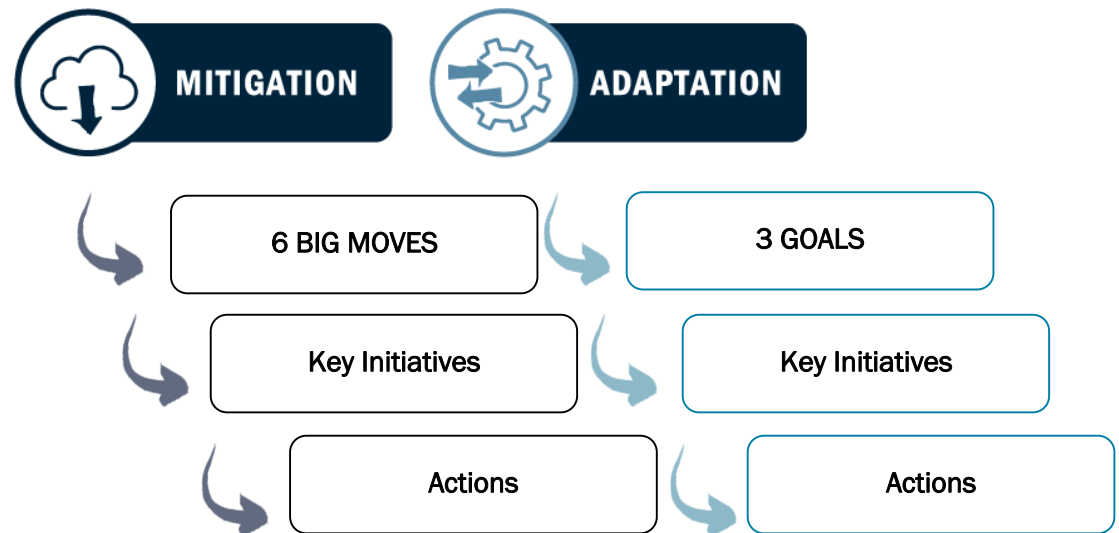 MITIGATION
ADAPTATION
6 BIG MOVES
3 GOALS
Key Initiatives
Key Initiatives
Actions
Actions